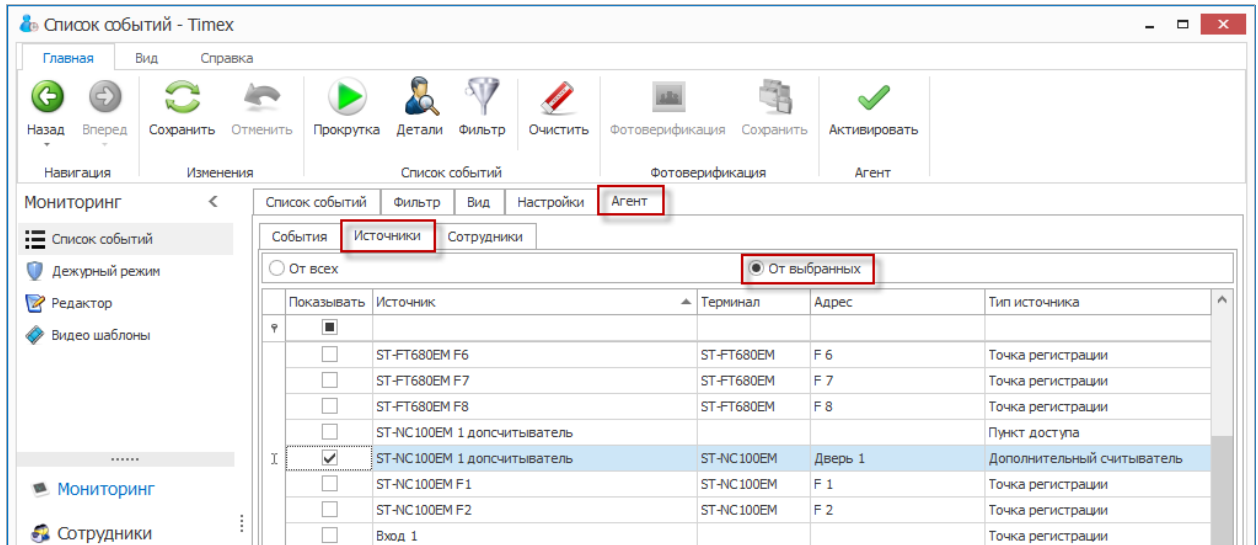 Список событий - Timex
Главная Вид Справка
Назад Вперед Сохранить Отменить Прокрутка Детали Фильтр Очистить Фотоверификация Сохранить Активировать
Навигация Изменения Список событий Фотоверификация Агент
Мониторинг
Список событий Фильтр Вид Настройки Агент
Список событий
События Источники Сотрудники
Дежурный режим
От всех От выбранных
Редактор
Показывать Источник Терминал Адрес Тип источника
Видео шаблоны
ST-FT680EM F6 ST-FT680EM F 6 Точка регистрации
ST-FT680EM F7 ST-FT680EM F 7 Точка регистрации
ST-FT680EM F8 ST-FT680EM F 8 Точка регистрации
ST-NC100EM 1 допсчитыватель Пункт доступа
ST-NC100EM 1 допсчитыватель ST-NC100EM Дверь 1 Дополнительный считыватель
Мониторинг
ST-NC100EM F1 ST-NC100EM F 1 Точка регистрации
ST-NC100EM F2 ST-NC100EM F 2 Точка регистрации
Сотрудники
Вход 1 Точка регистрации